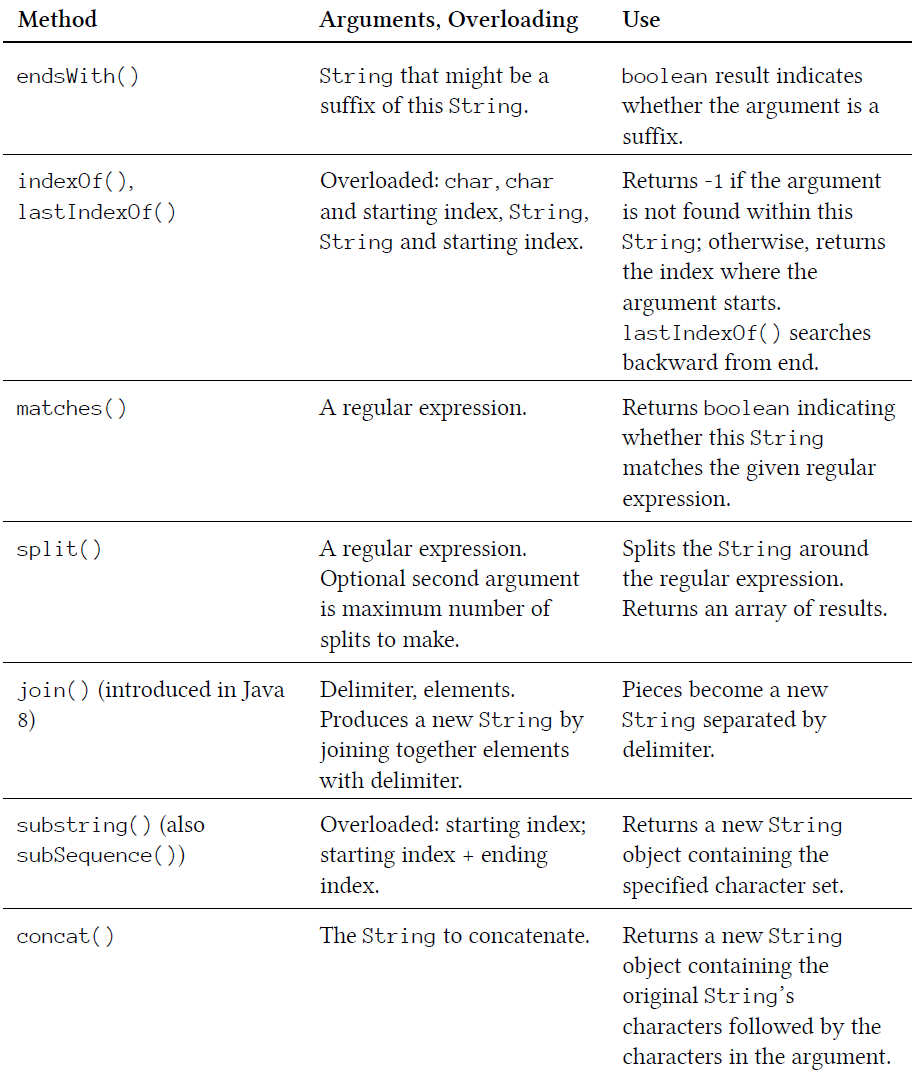 Method Arguments, Overloading Use
endsWith() String that might be a boolean result indicates
suffix of this String. whether the argument is a
suffix.
indexOf(), Overloaded: char, char Returns -1 if the argument
lastIndexOf() and starting index, String, is not found within this
String and starting index. String; otherwise, returns
the index where the
argument starts.
lastIndexOf() searches
backward from end.
matches() A regular expression. Returns boolean indicating
whether this String
matches the given regular
expression.
split() A regular expression. Splits the String around
Optional second argument the regular expression.
is maximum number of Returns an array of results.
splits to make.
join() (introduced in Java Delimiter, elements. Pieces become a new
8) Produces a new String by String separated by
joining together elements delimiter.
with delimiter.
substring() (also Overloaded: starting index; Returns a new String
subSequence()) starting index + ending object containing the
index. specified character set.
concat() The String to concatenate. Returns a new String
object containing the
original String’s
characters followed by the
characters in the argument.